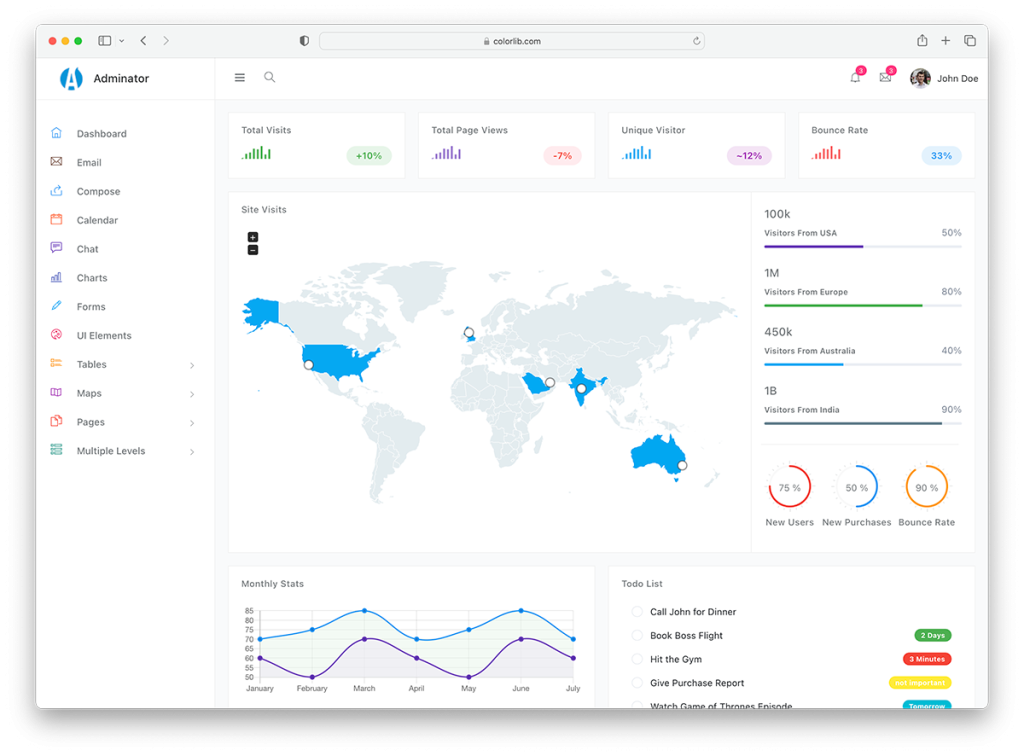 colorlib.com
Adminator
3
3
John Doe
Dashboard
Email
Compose
Calendar
Chat
Charts
Forms
UI Elements
Tables
Maps
Pages
Multiple Levels
Total Visits
+10%
Total Page Views
-7%
Unique Visitor
~12%
Bounce Rate
33%
Site Visits
+
−
100k
Visitors From USA 50%
1M
Visitors From Europe 80%
450k
Visitors From Australia 40%
1B
Visitors From India 90%
75 % 50 % 90 %
New Users New Purchases Bounce Rate
Monthly Stats
85
80
75
70
65
60
55
50
January February March April May June July
Todo List
Call John for Dinner
Book Boss Flight 2 Days
Hit the Gym 3 Minutes
Give Purchase Report not important
Watch Game of Thrones Episode Tomorrow